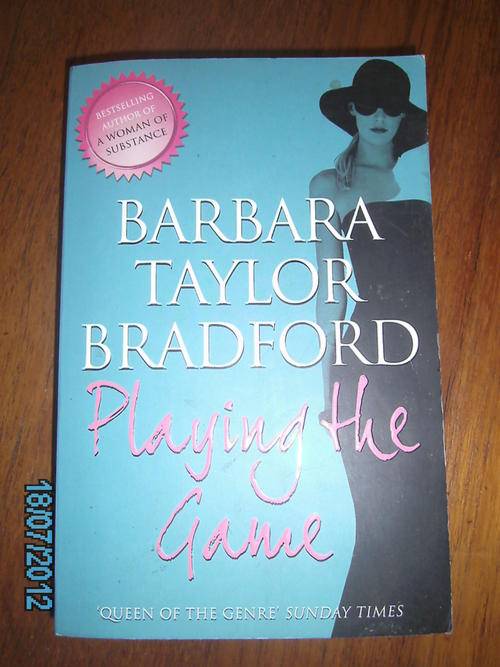 BESTSELLING
AUTHOR OF
A WOMAN OF
SUBSTANCE
BARBARA
TAYLOR
BRADFORD
Playing the
Game
'QUEEN OF THE GENRE' SUNDAY TIMES
18/07/2012